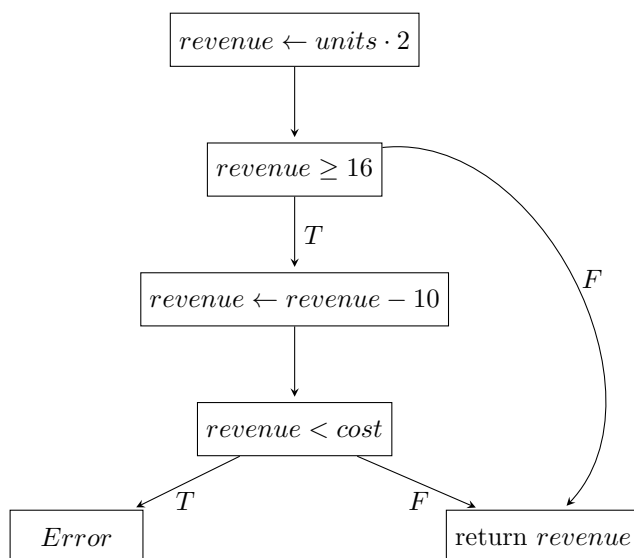 revenue ← units · 2
revenue ≥ 16
T
revenue ← revenue − 10
F
revenue < cost
T
F
Error
return revenue